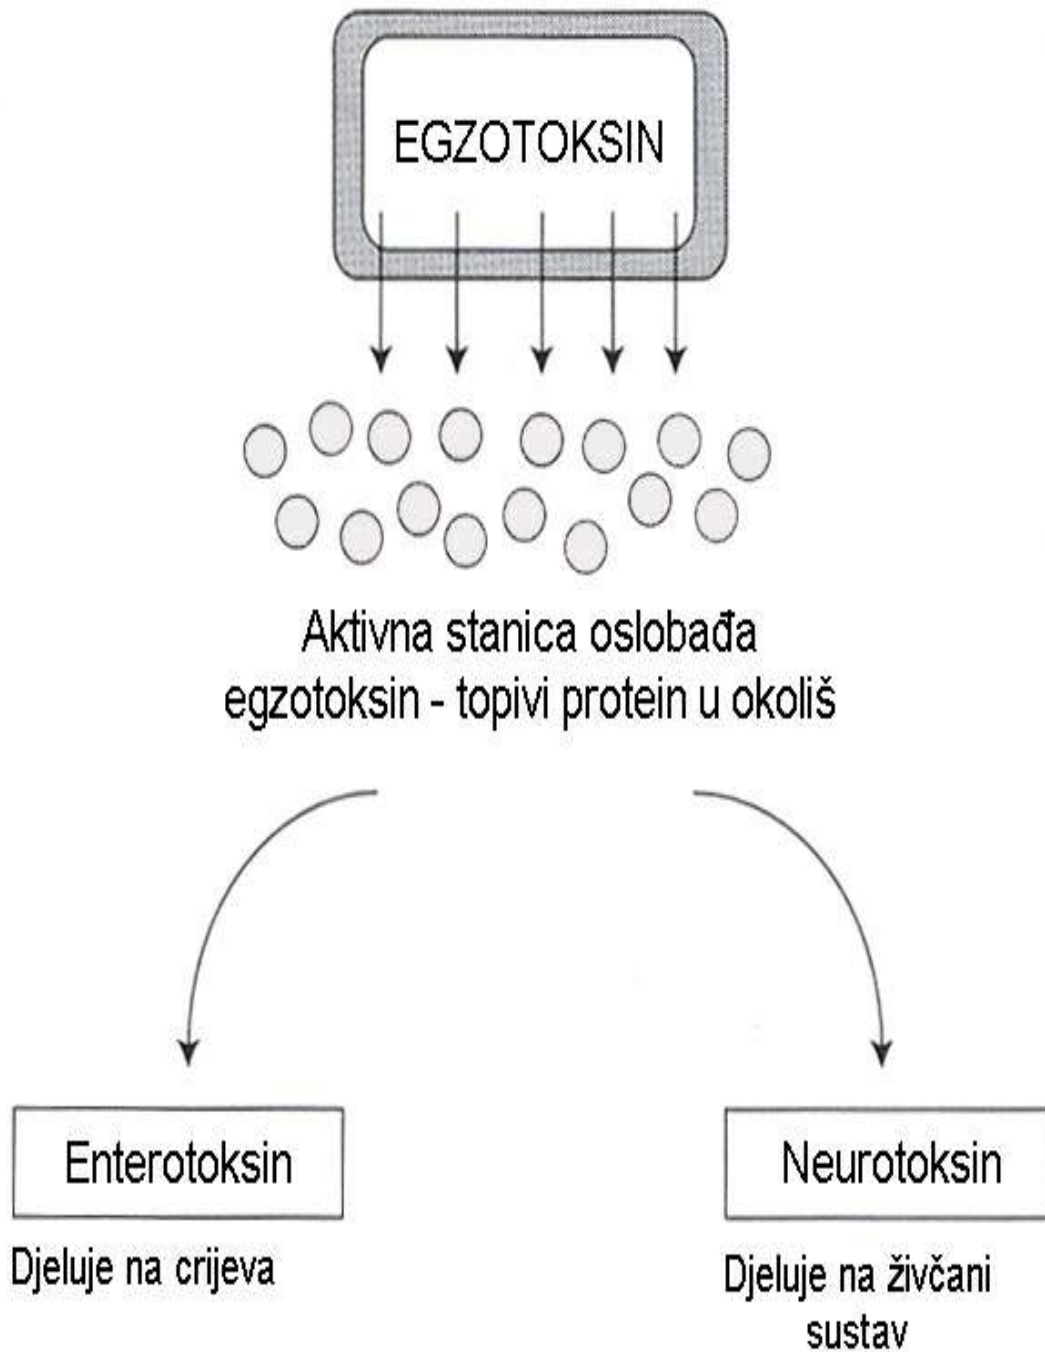 EGZOTOKSIN
Aktivna stanica oslobađa
egzotoksin - topivi protein u okoliš
Enterotoksin
Djeluje na crijeva
Neurotoksin
Djeluje na živčani
sustav